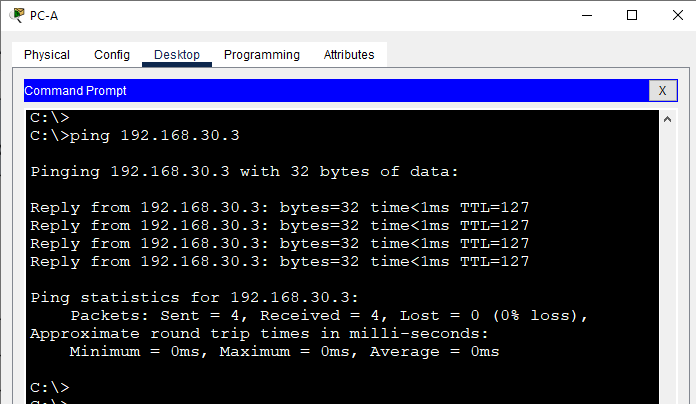 PC-A
Physical Config Desktop Programming Attributes
Command Prompt X
C:\>
C:\>ping 192.168.30.3
Pinging 192.168.30.3 with 32 bytes of data:
Reply from 192.168.30.3: bytes=32 time<1ms TTL=127
Reply from 192.168.30.3: bytes=32 time<1ms TTL=127
Reply from 192.168.30.3: bytes=32 time<1ms TTL=127
Reply from 192.168.30.3: bytes=32 time<1ms TTL=127
Ping statistics for 192.168.30.3:
Packets: Sent = 4, Received = 4, Lost = 0 (0% loss),
Approximate round trip times in milli-seconds:
Minimum = 0ms, Maximum = 0ms, Average = 0ms
C:\>
C:\>